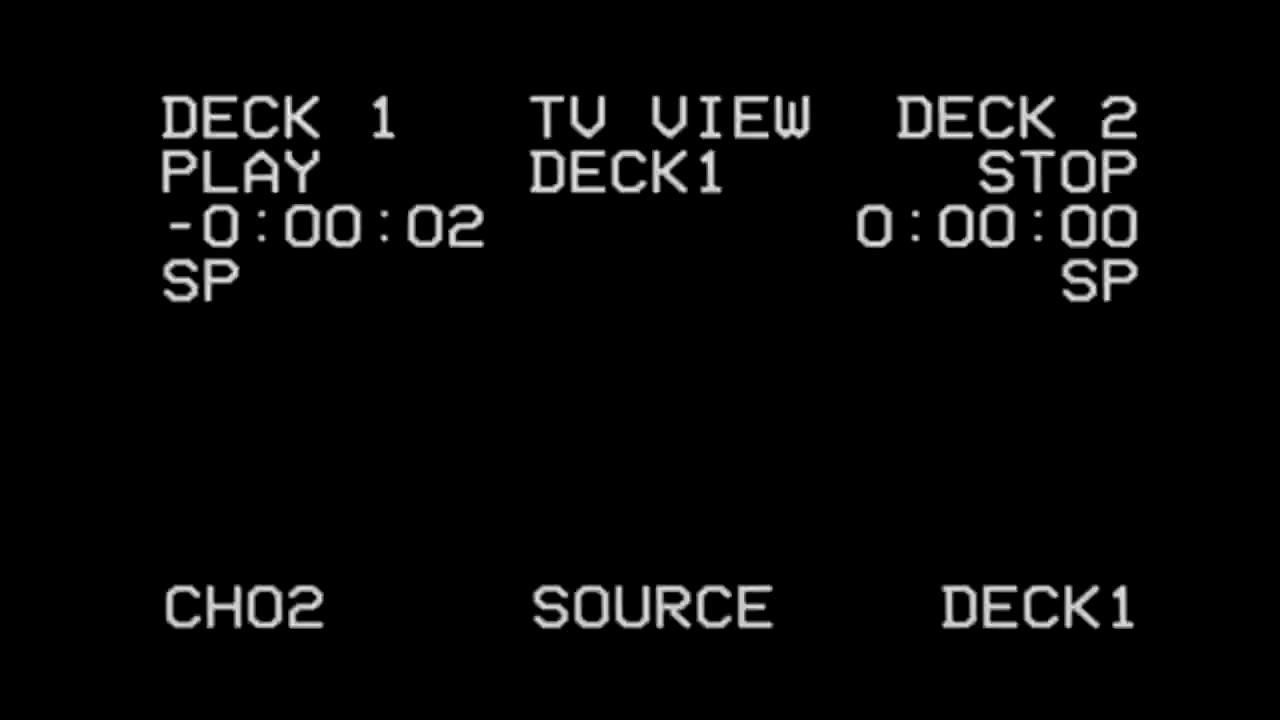 DECK 1 TV VIEW DECK 2
PLAY DECK1 STOP
-0:00:02 0:00:00
SP SP
CH02 SOURCE DECK1